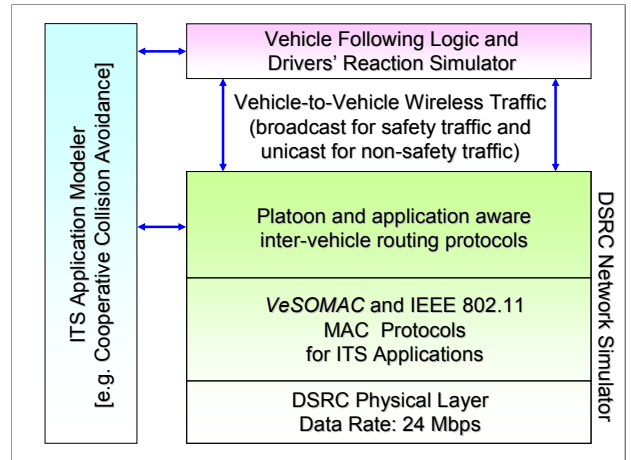 ITS Application Modeler
[e.g. Cooperative Collision Avoidance]
Vehicle Following Logic and
Drivers' Reaction Simulator
Vehicle-to-Vehicle Wireless Traffic
(broadcast for safety traffic and
unicast for non-safety traffic)
Platoon and application aware
inter-vehicle routing protocols
VeSOMAC and IEEE 802.11
MAC Protocols
for ITS Applications
DSRC Physical Layer
Data Rate: 24 Mbps
DSRC Network Simulator